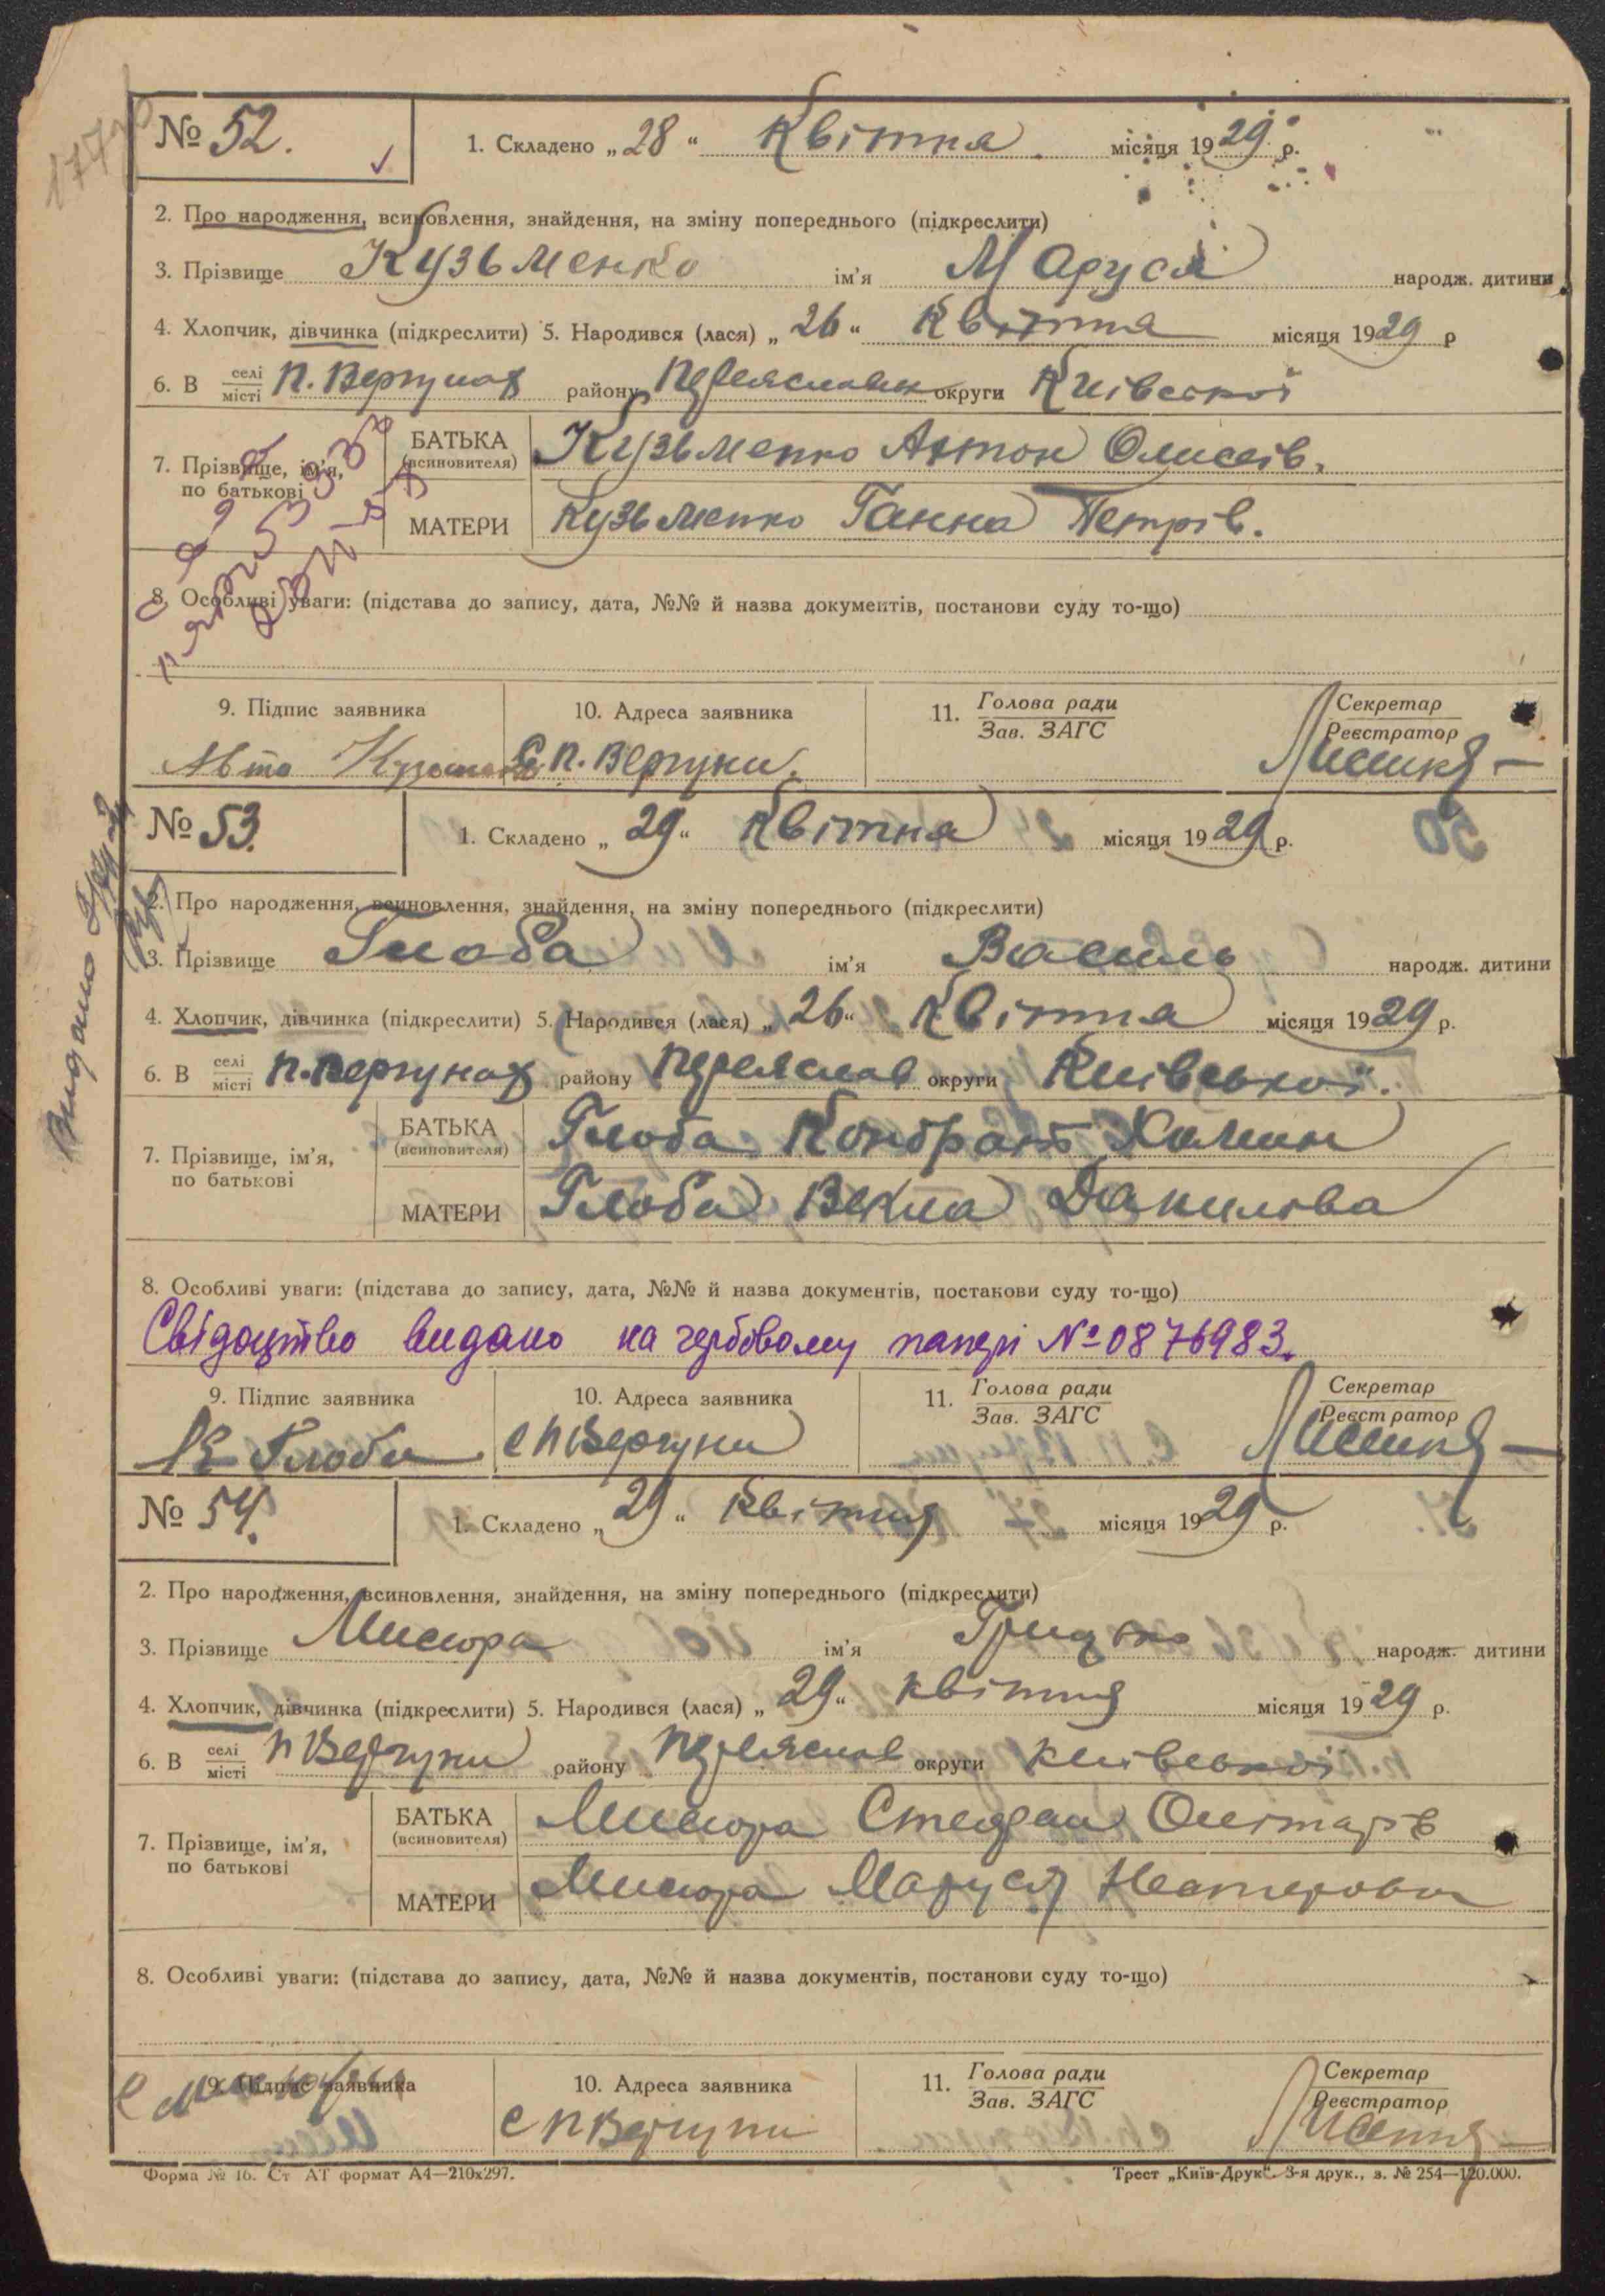 № 52.
1. Складено „28“ Квітня місяця 1929 р.
2. Про народження, всиновлення, знайдення, на зміну попереднього (підкреслити)
3. Прізвище Кузьменко ім'я Маруся народж. дитини
4. Хлопчик, дівчинка (підкреслити) 5. Народився (лася) „26“ Квітня місяця 1929 р
6. В селі місті П. Вергунах району Переяславськ округи Київської
7. Прізвище, ім'я, по батькові
БАТЬКА (всиновителя) Кузьменко Антон Олисеів.
МАТЕРИ Кузьменко Ганна Петрів.
8. Особливі уваги: (підстава до запису, дата, №№ й назва документів, постанови суду то-що)
9. Підпис заявника
10. Адреса заявника
11. Голова ради Зав. ЗАГС
Секретар Реєстратор
С. П. Вергуни.
№ 53.
1. Складено „29“ Квітня місяця 1929 р.
2. Про народження, всиновлення, знайдення, на зміну попереднього (підкреслити)
3. Прізвище Глоба ім'я Василь народж. дитини
4. Хлопчик, дівчинка (підкреслити) 5. Народився (лася) „26“ Квітня місяця 1929 р.
6. В селі місті П. Вергунах району Переяслав округи Київської.
7. Прізвище, ім'я, по батькові
БАТЬКА (всиновителя) Глоба Кондрат Хомин
МАТЕРИ Глоба Векла Данилова
8. Особливі уваги: (підстава до запису, дата, №№ й назва документів, постанови суду то-що)
Свідоцтво видано на гербовому папері № 0876983.
9. Підпис заявника
10. Адреса заявника
11. Голова ради Зав. ЗАГС
Секретар Реєстратор
Глоба
с П Вергуни
№ 54.
1. Складено „29“ квітня місяця 1929 р.
2. Про народження, всиновлення, знайдення, на зміну попереднього (підкреслити)
3. Прізвище Мисюра ім'я Грицько народж. дитини
4. Хлопчик, дівчинка (підкреслити) 5. Народився (лася) „29“ квітня місяця 1929 р.
6. В селі місті П Вергуни району Переяслав округи Київської
7. Прізвище, ім'я, по батькові
БАТЬКА (всиновителя) Мисюра Степан
МАТЕРИ Мисюра Маруся Нестерова
8. Особливі уваги: (підстава до запису, дата, №№ й назва документів, постанови суду то-що)
9. Підпис заявника
10. Адреса заявника
11. Голова ради Зав. ЗАГС
Секретар Реєстратор
с П Вергуни
Форма № 16. Ст АТ формат А4—210х297.
Трест „Київ-Друк“. 3-я друк., з. № 254—120.000.
Видано